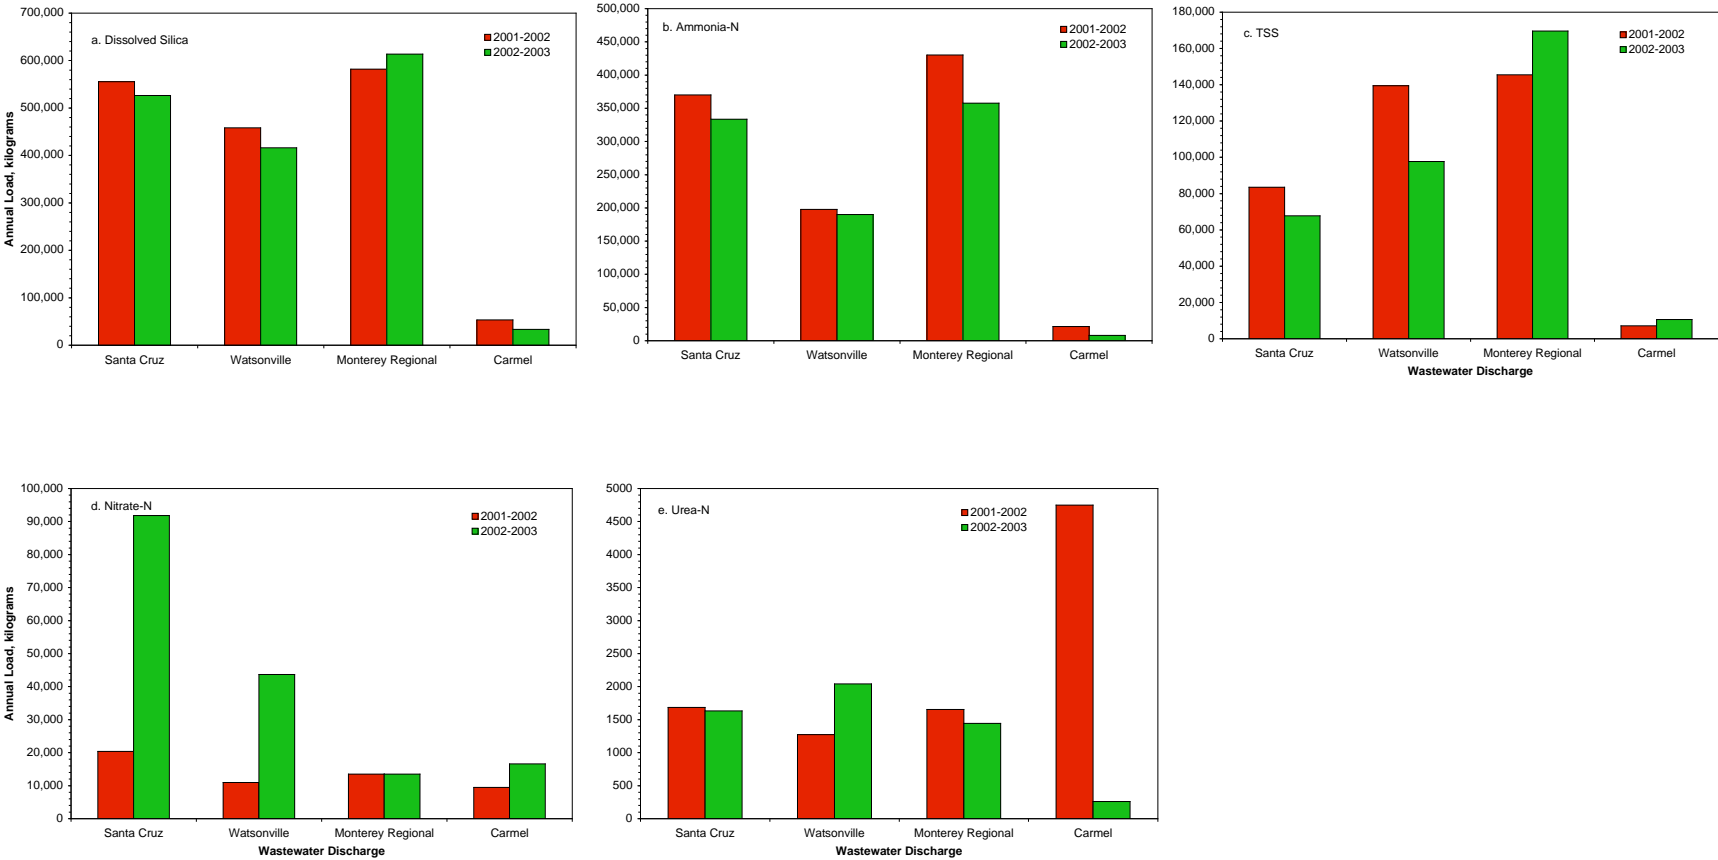 a. Dissolved Silica
2001-2002
2002-2003
700,000
600,000
500,000
400,000
300,000
200,000
100,000
0
Annual Load, kilograms
Santa Cruz
Watsonville
Monterey Regional
Carmel
b. Ammonia-N
2001-2002
2002-2003
500,000
450,000
400,000
350,000
300,000
250,000
200,000
150,000
100,000
50,000
0
Santa Cruz
Watsonville
Monterey Regional
Carmel
c. TSS
2001-2002
2002-2003
180,000
160,000
140,000
120,000
100,000
80,000
60,000
40,000
20,000
0
Santa Cruz
Watsonville
Monterey Regional
Carmel
Wastewater Discharge
d. Nitrate-N
2001-2002
2002-2003
100,000
90,000
80,000
70,000
60,000
50,000
40,000
30,000
20,000
10,000
0
Annual Load, kilograms
Santa Cruz
Watsonville
Monterey Regional
Carmel
Wastewater Discharge
e. Urea-N
2001-2002
2002-2003
5000
4500
4000
3500
3000
2500
2000
1500
1000
500
0
Santa Cruz
Watsonville
Monterey Regional
Carmel
Wastewater Discharge